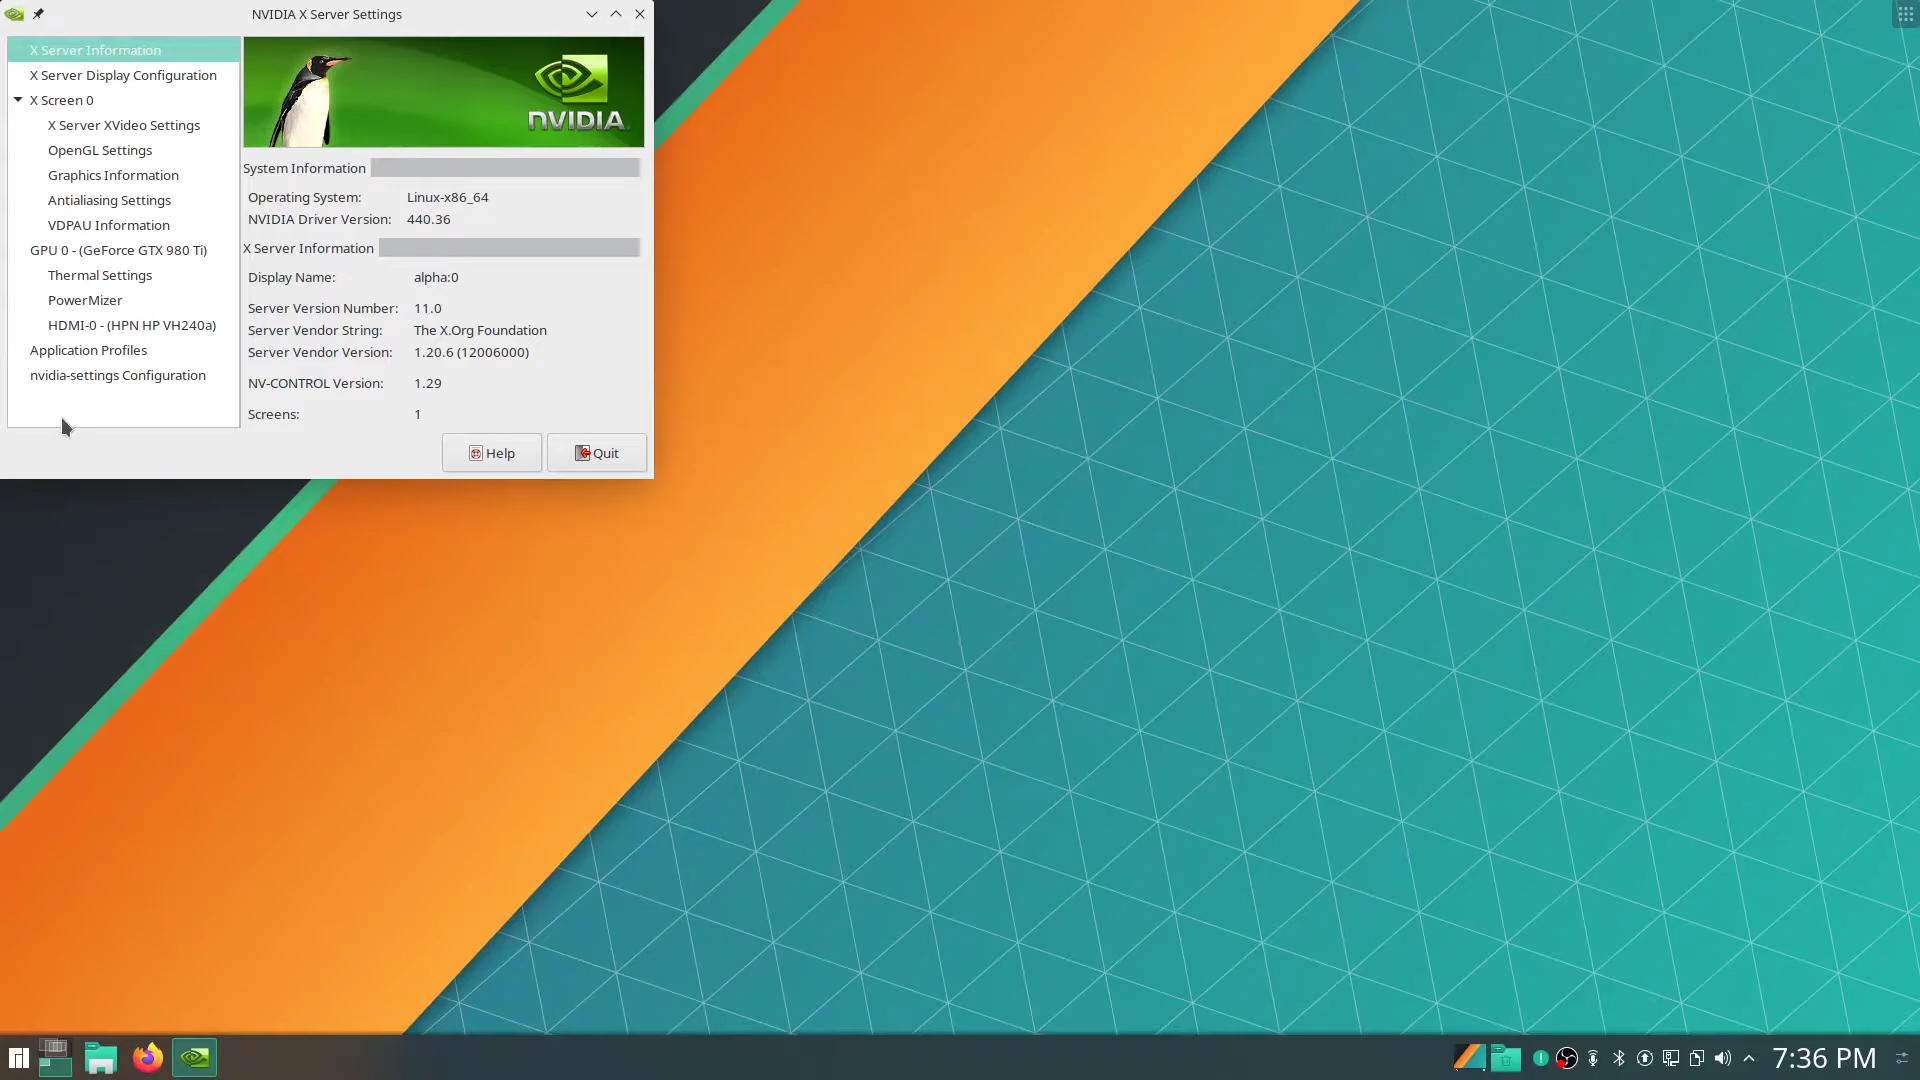 NVIDIA X Server Settings
X Server Information
X Server Display Configuration
X Screen 0
X Server XVideo Settings
OpenGL Settings
Graphics Information
Antialiasing Settings
VDPAU Information
GPU 0 - (GeForce GTX 980 Ti)
Thermal Settings
PowerMizer
HDMI-0 - (HPN HP VH240a)
Application Profiles
nvidia-settings Configuration
NVIDIA
System Information
Operating System: Linux-x86_64
NVIDIA Driver Version: 440.36
X Server Information
Display Name: alpha:0
Server Version Number: 11.0
Server Vendor String: The X.Org Foundation
Server Vendor Version: 1.20.6 (12006000)
NV-CONTROL Version: 1.29
Screens: 1
Help
Quit
7:36 PM